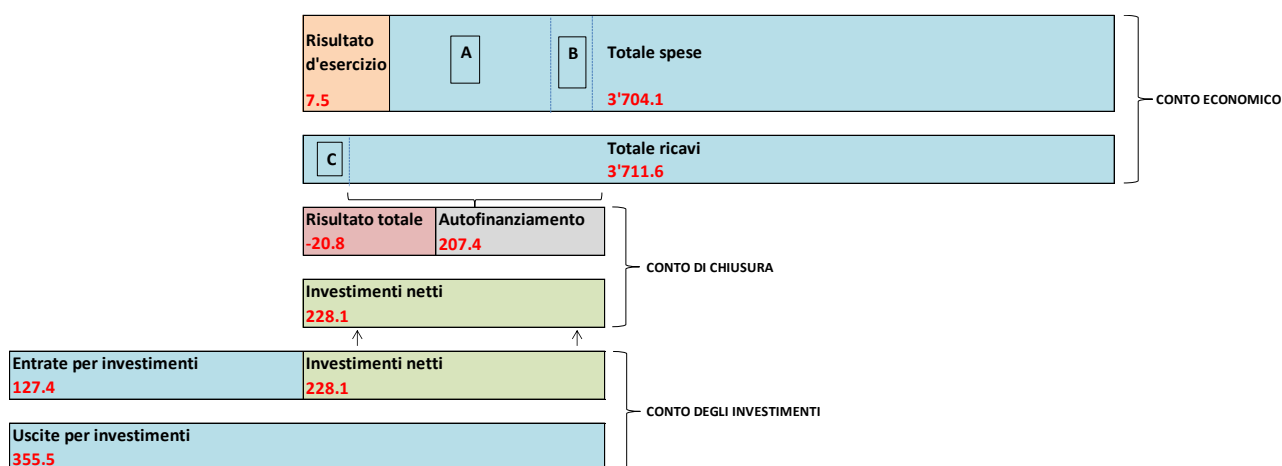 Risultato
d'esercizio
7.5
A
B
Totale spese
3'704.1
CONTO ECONOMICO
C
Totale ricavi
3'711.6
Risultato totale
-20.8
Autofinanziamento
207.4
CONTO DI CHIUSURA
Investimenti netti
228.1
Entrate per investimenti
127.4
Investimenti netti
228.1
CONTO DEGLI INVESTIMENTI
Uscite per investimenti
355.5